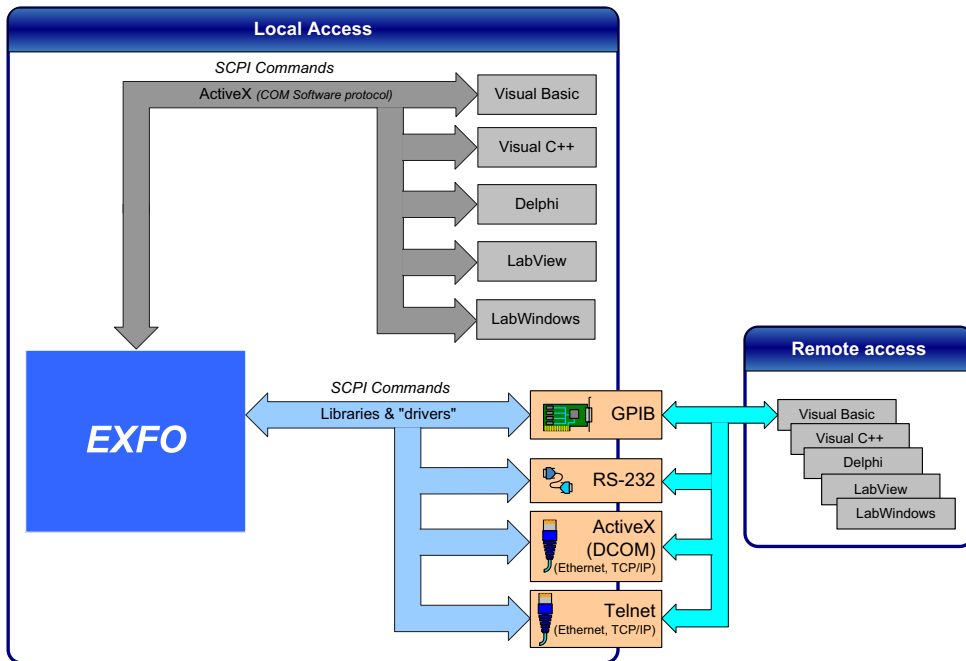 Local Access
SCPI Commands
ActiveX (COM Software protocol)
Visual Basic
Visual C++
Delphi
LabView
LabWindows
EXFO
SCPI Commands
Libraries & "drivers"
GPIB
RS-232
ActiveX
(DCOM)
(Ethernet, TCP/IP)
Telnet
(Ethernet, TCP/IP)
Remote access
Visual Basic
Visual C++
Delphi
LabView
LabWindows